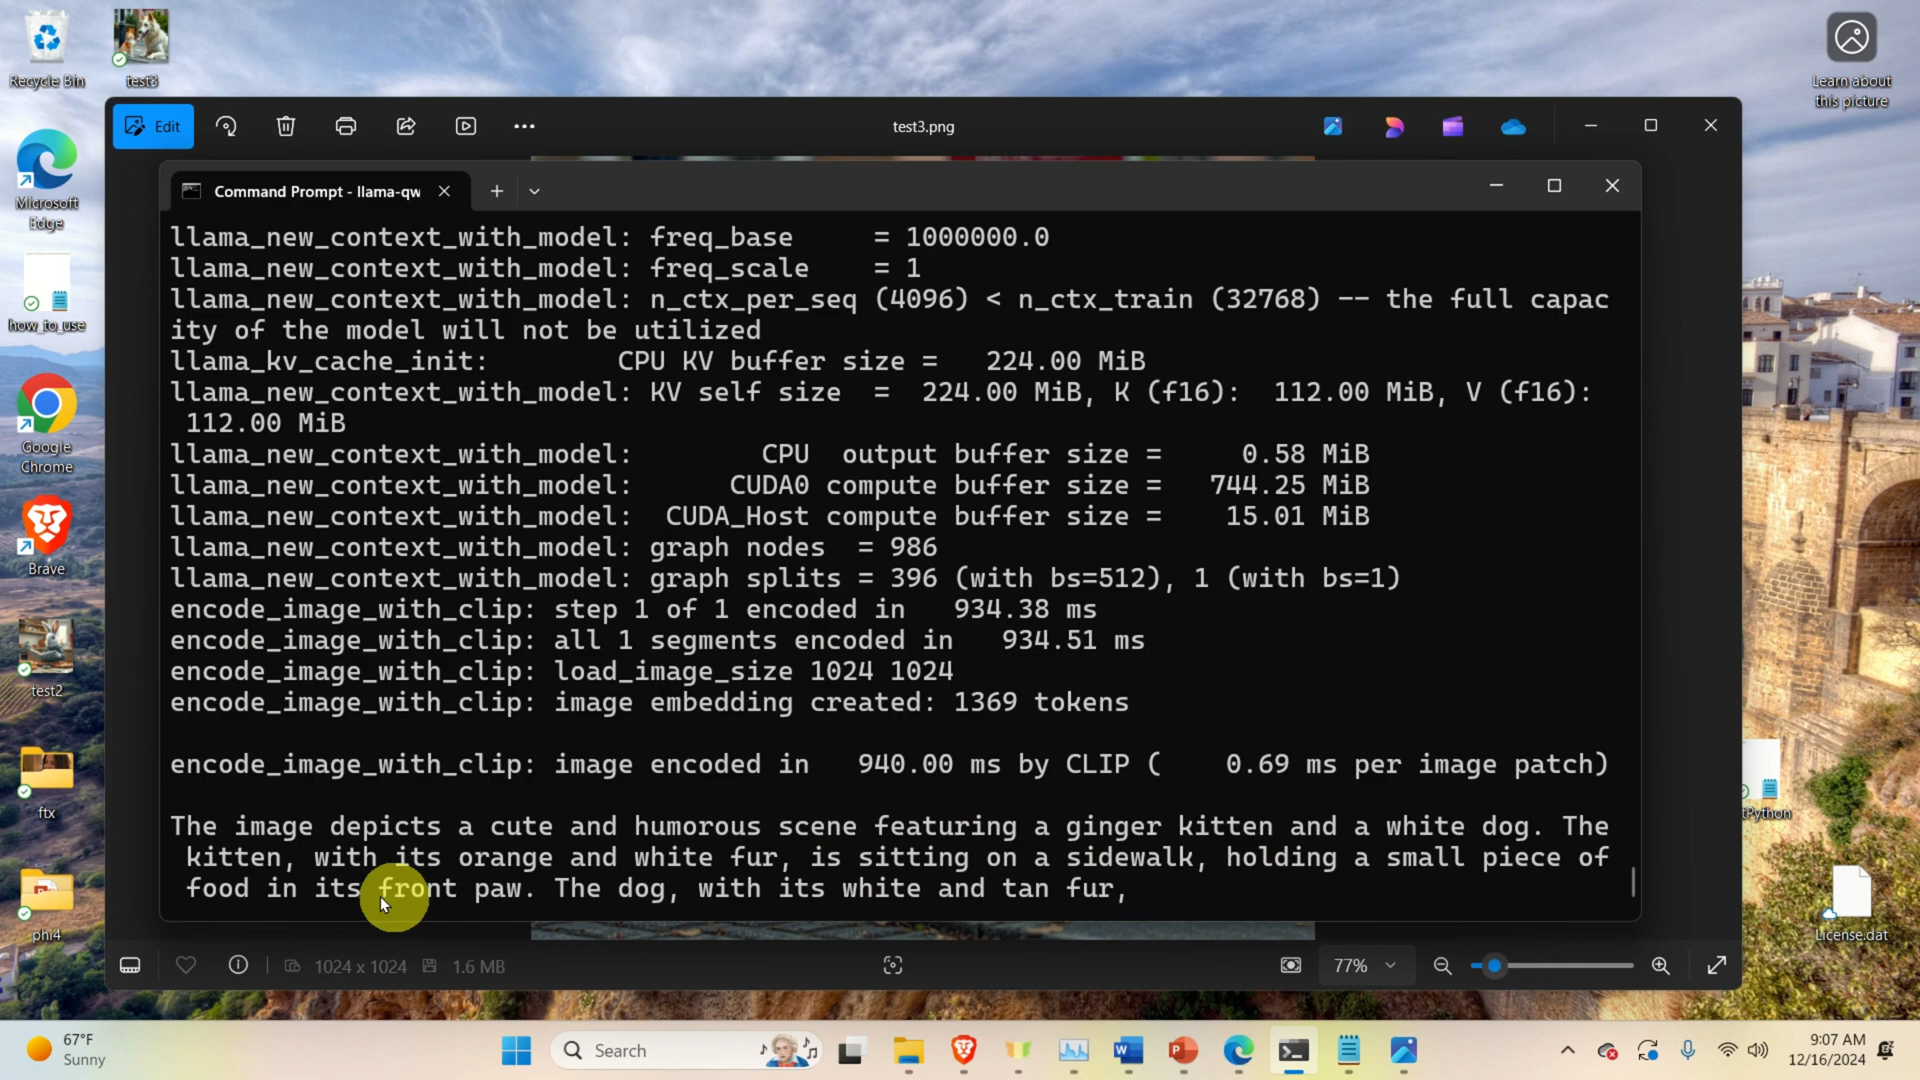 Recycle Bin
test3
Learn about
this picture
Edit
test3.png
Microsoft
Edge
Command Prompt - llama-qw
how_to_use
llama_new_context_with_model: freq_base     = 1000000.0
llama_new_context_with_model: freq_scale    = 1
llama_new_context_with_model: n_ctx_per_seq (4096) < n_ctx_train (32768) -- the full capac
ity of the model will not be utilized
llama_kv_cache_init:        CPU KV buffer size =   224.00 MiB
llama_new_context_with_model: KV self size  =  224.00 MiB, K (f16):  112.00 MiB, V (f16):
112.00 MiB
llama_new_context_with_model:        CPU  output buffer size =     0.58 MiB
llama_new_context_with_model:      CUDA0 compute buffer size =   744.25 MiB
llama_new_context_with_model:  CUDA_Host compute buffer size =    15.01 MiB
llama_new_context_with_model: graph nodes  = 986
llama_new_context_with_model: graph splits = 396 (with bs=512), 1 (with bs=1)
encode_image_with_clip: step 1 of 1 encoded in   934.38 ms
encode_image_with_clip: all 1 segments encoded in   934.51 ms
encode_image_with_clip: load_image_size 1024 1024
encode_image_with_clip: image embedding created: 1369 tokens
encode_image_with_clip: image encoded in   940.00 ms by CLIP (    0.69 ms per image patch)
The image depicts a cute and humorous scene featuring a ginger kitten and a white dog. The
kitten, with its orange and white fur, is sitting on a sidewalk, holding a small piece of
food in its front paw. The dog, with its white and tan fur,
Google
Chrome
Brave
test2
ftx
phi4
tPython
License.dat
1024 x 1024
1.6 MB
77%
67°F
Sunny
Search
9:07 AM
12/16/2024